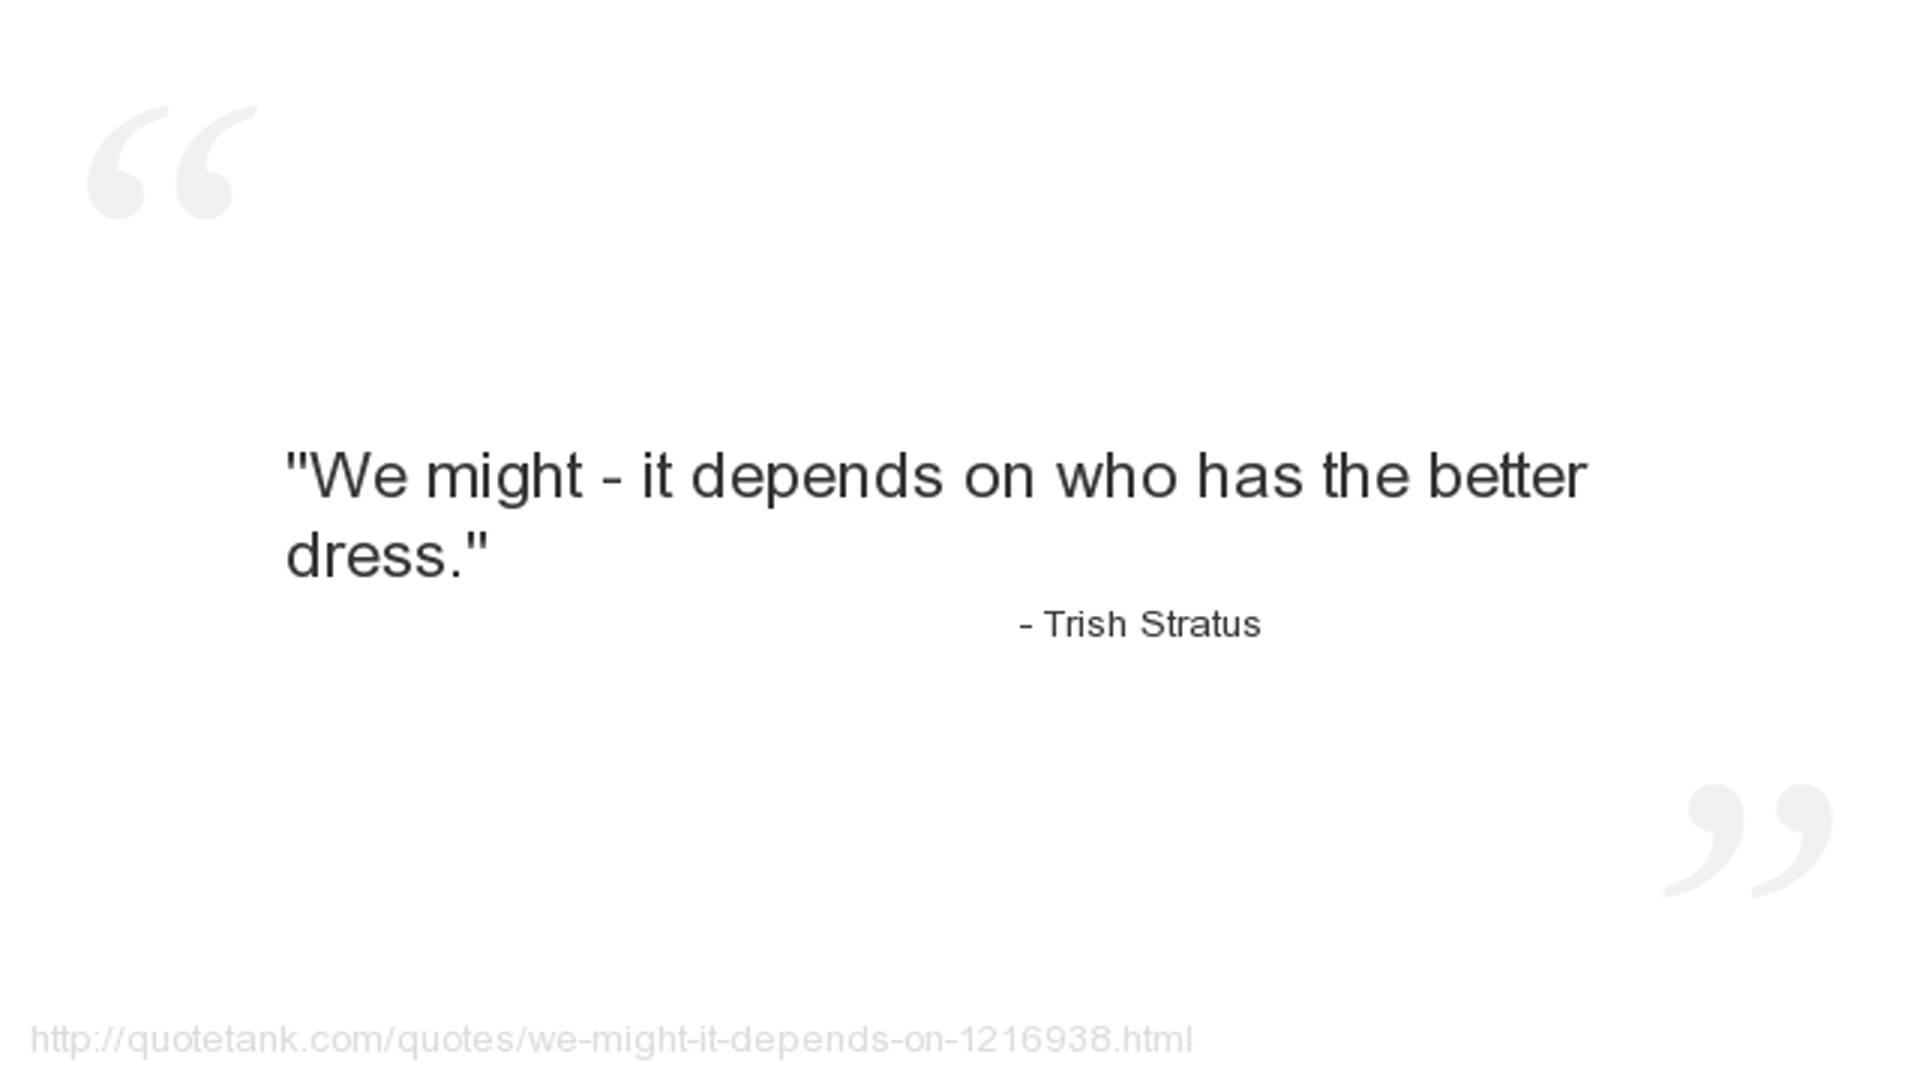 "We might - it depends on who has the better
dress."
- Trish Stratus
http://quotetank.com/quotes/we-might-it-depends-on-1216938.html